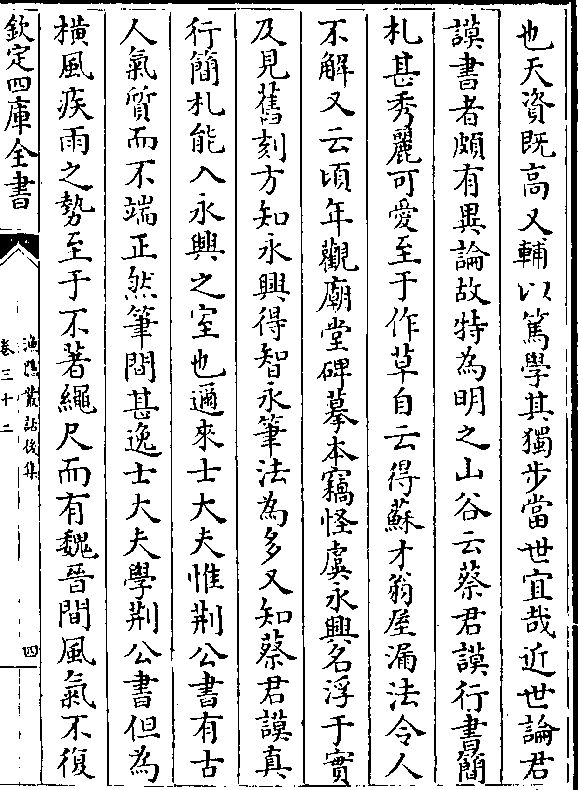 也天資既高又輔以篤學其獨步當世宜哉近世論君
謨書者頗有異論故特為明之山谷云蔡君謨行書簡
札甚秀麗可愛至于作草自云得蘇才翁屋漏法令人
不解又云頃年觀廟堂碑摹本竊怪虞永興名浮于實
及見舊刻方知永興得智永筆法為多又知蔡君謨真
行簡札能入永興之室也邇來士大夫惟荆公書有古
人氣質而不端正然筆間甚逸士大夫學荆公書但為
橫風疾雨之勢至于不著繩尺而有魏晉間風氣不復
欽定四庫全書
漁隱叢話後集
卷三十二
四